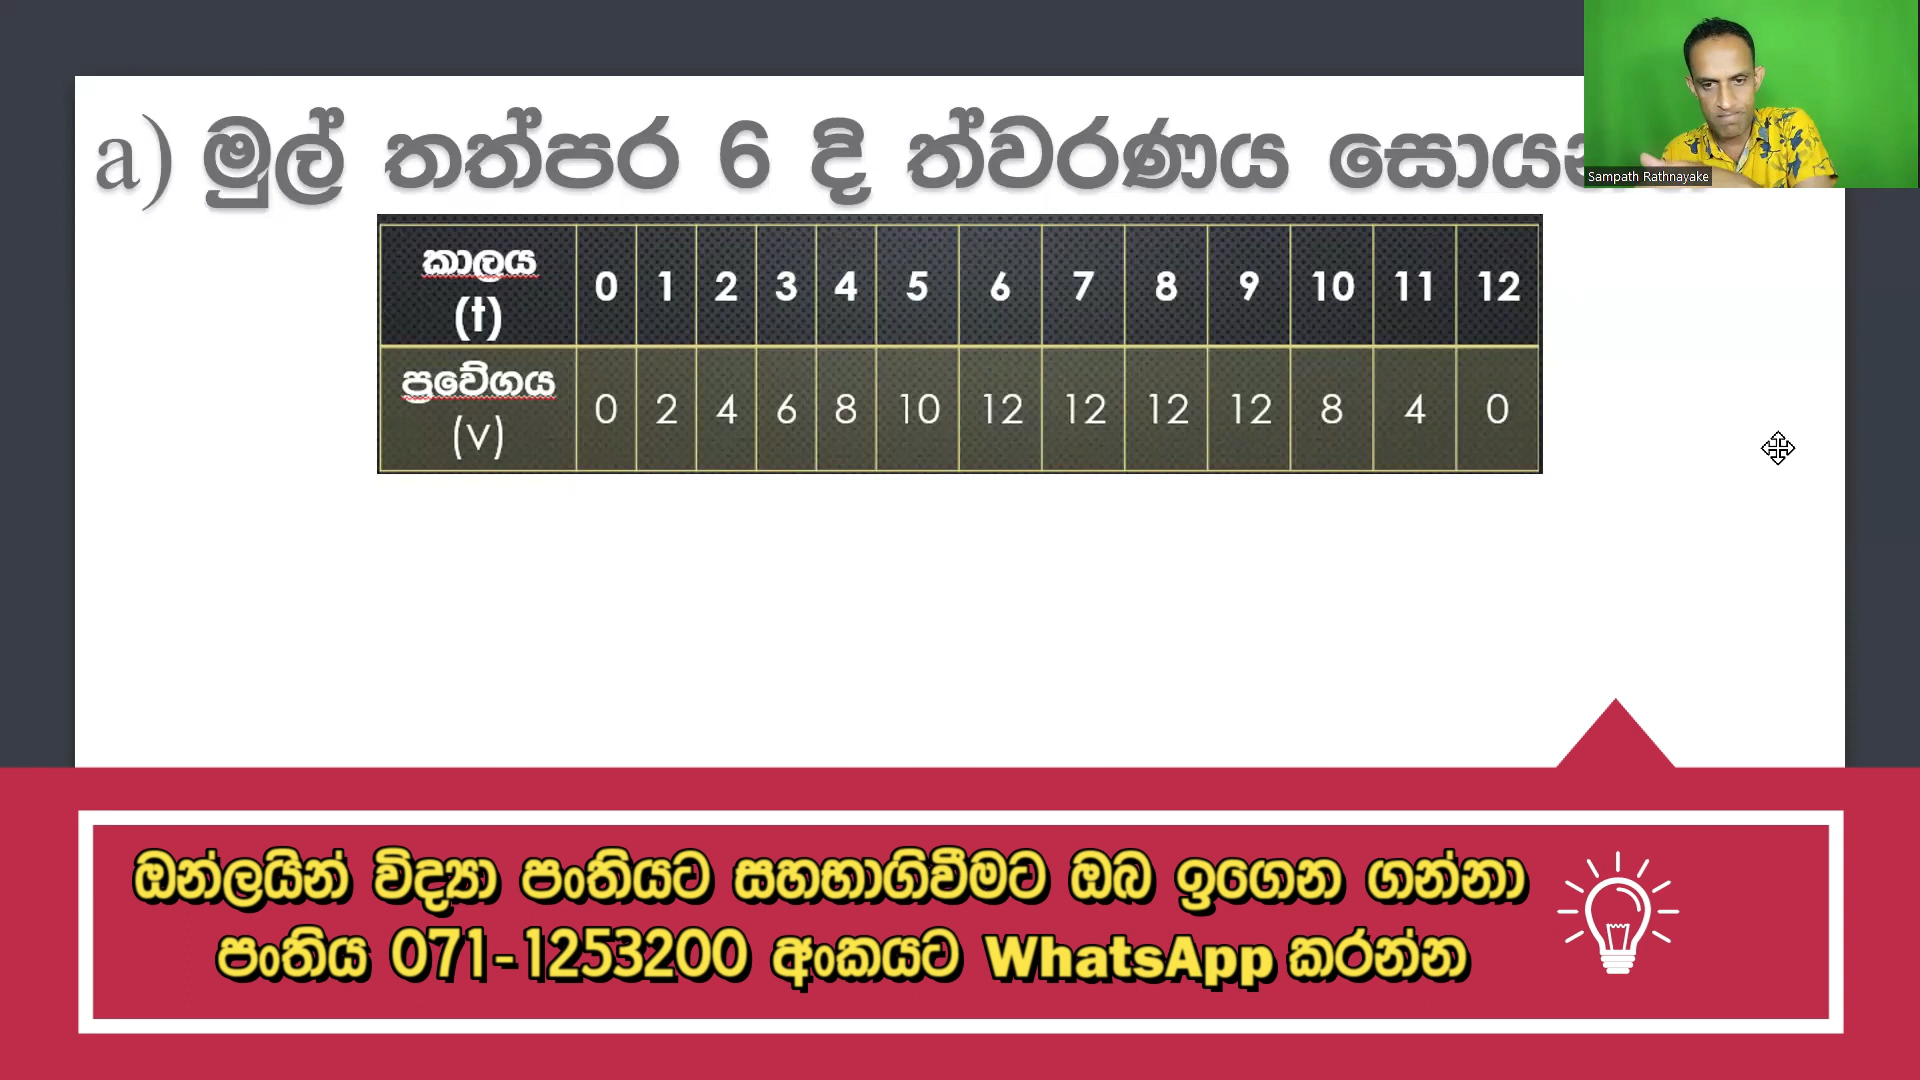 a) මුල් තත්පර 6 දි ත්වරණය
Sampath Rathnayake
කාලය (t) 0 1 2 3 4 5 6 7 8 9 10 11 12
ප්‍රවේගය (v) 0 2 4 6 8 10 12 12 12 12 8 4 0
ඔන්ලයින් විද්‍යා පංතියට සහභාගිවීමට ඔබ ඉගෙන ගන්නා
පංතිය 071-1253200 අංකයට WhatsApp කරන්න